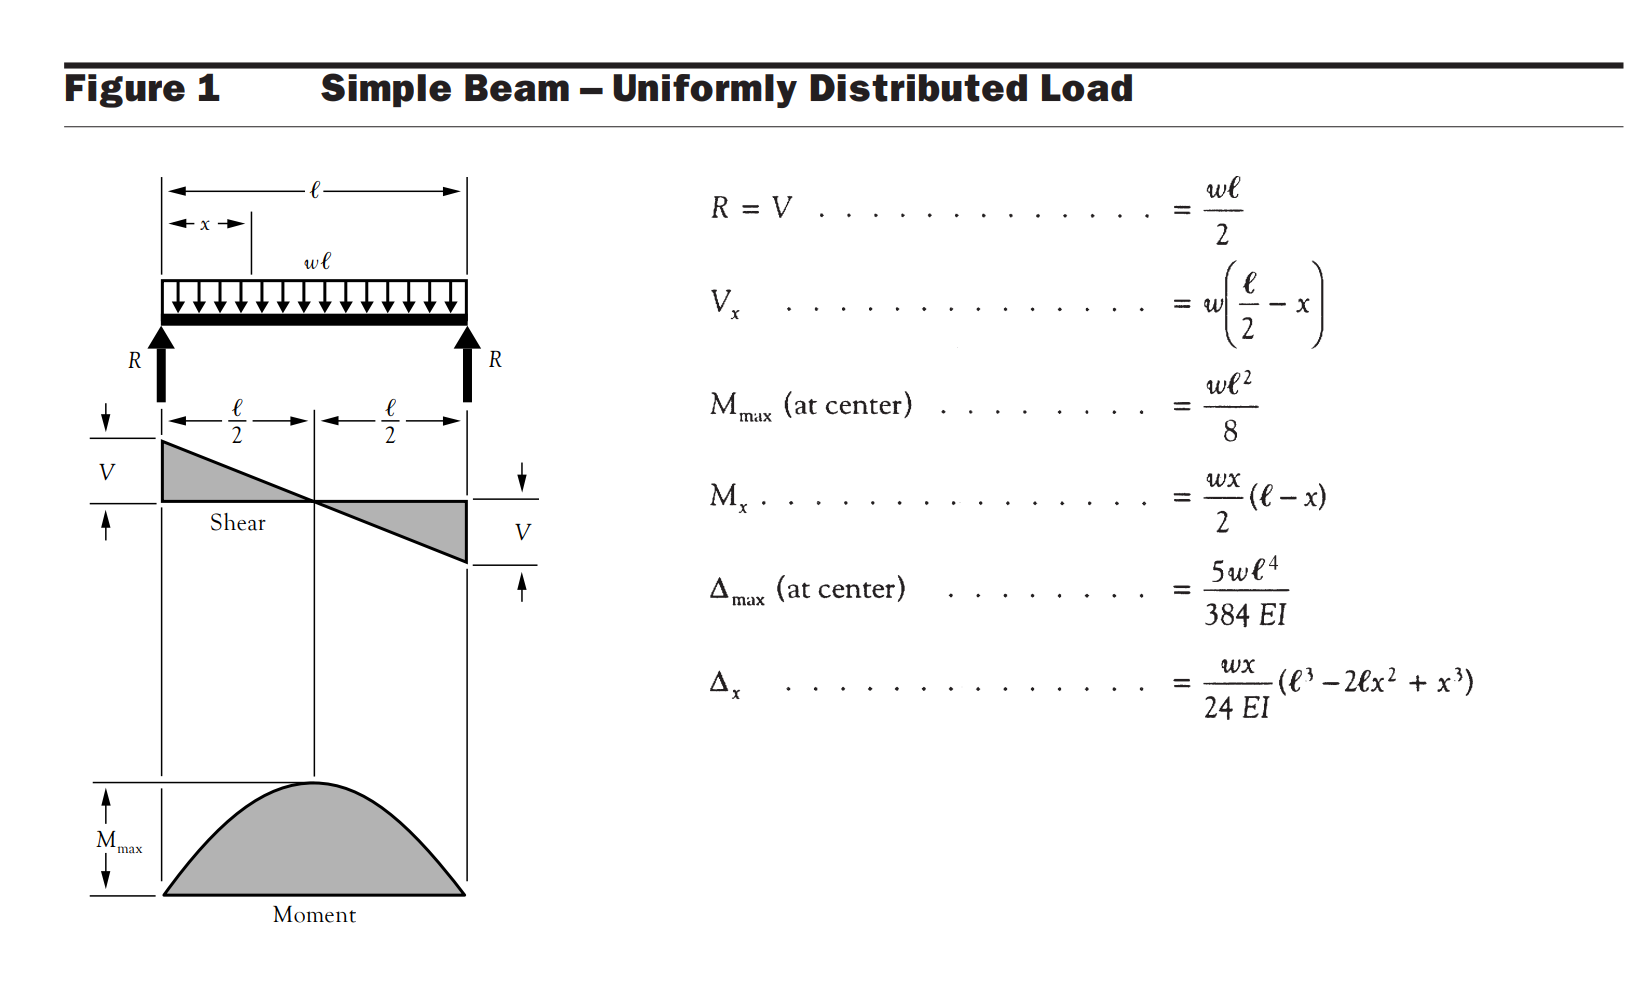 Figure 1 Simple Beam – Uniformly Distributed Load
ℓ
x
wℓ
R R
ℓ/2 ℓ/2
V
Shear
V
M max
Moment
R = V . . . . . . . . . . . . . = wℓ/2
Vx . . . . . . . . . . . . . . = w(ℓ/2 − x)
Mmax (at center) . . . . . . . . = wℓ²/8
Mx . . . . . . . . . . . . . . . = wx/2 (ℓ − x)
Δmax (at center) . . . . . . . . = 5wℓ⁴/384 EI
Δx . . . . . . . . . . . . . . = wx/24 EI (ℓ³ − 2ℓx² + x³)